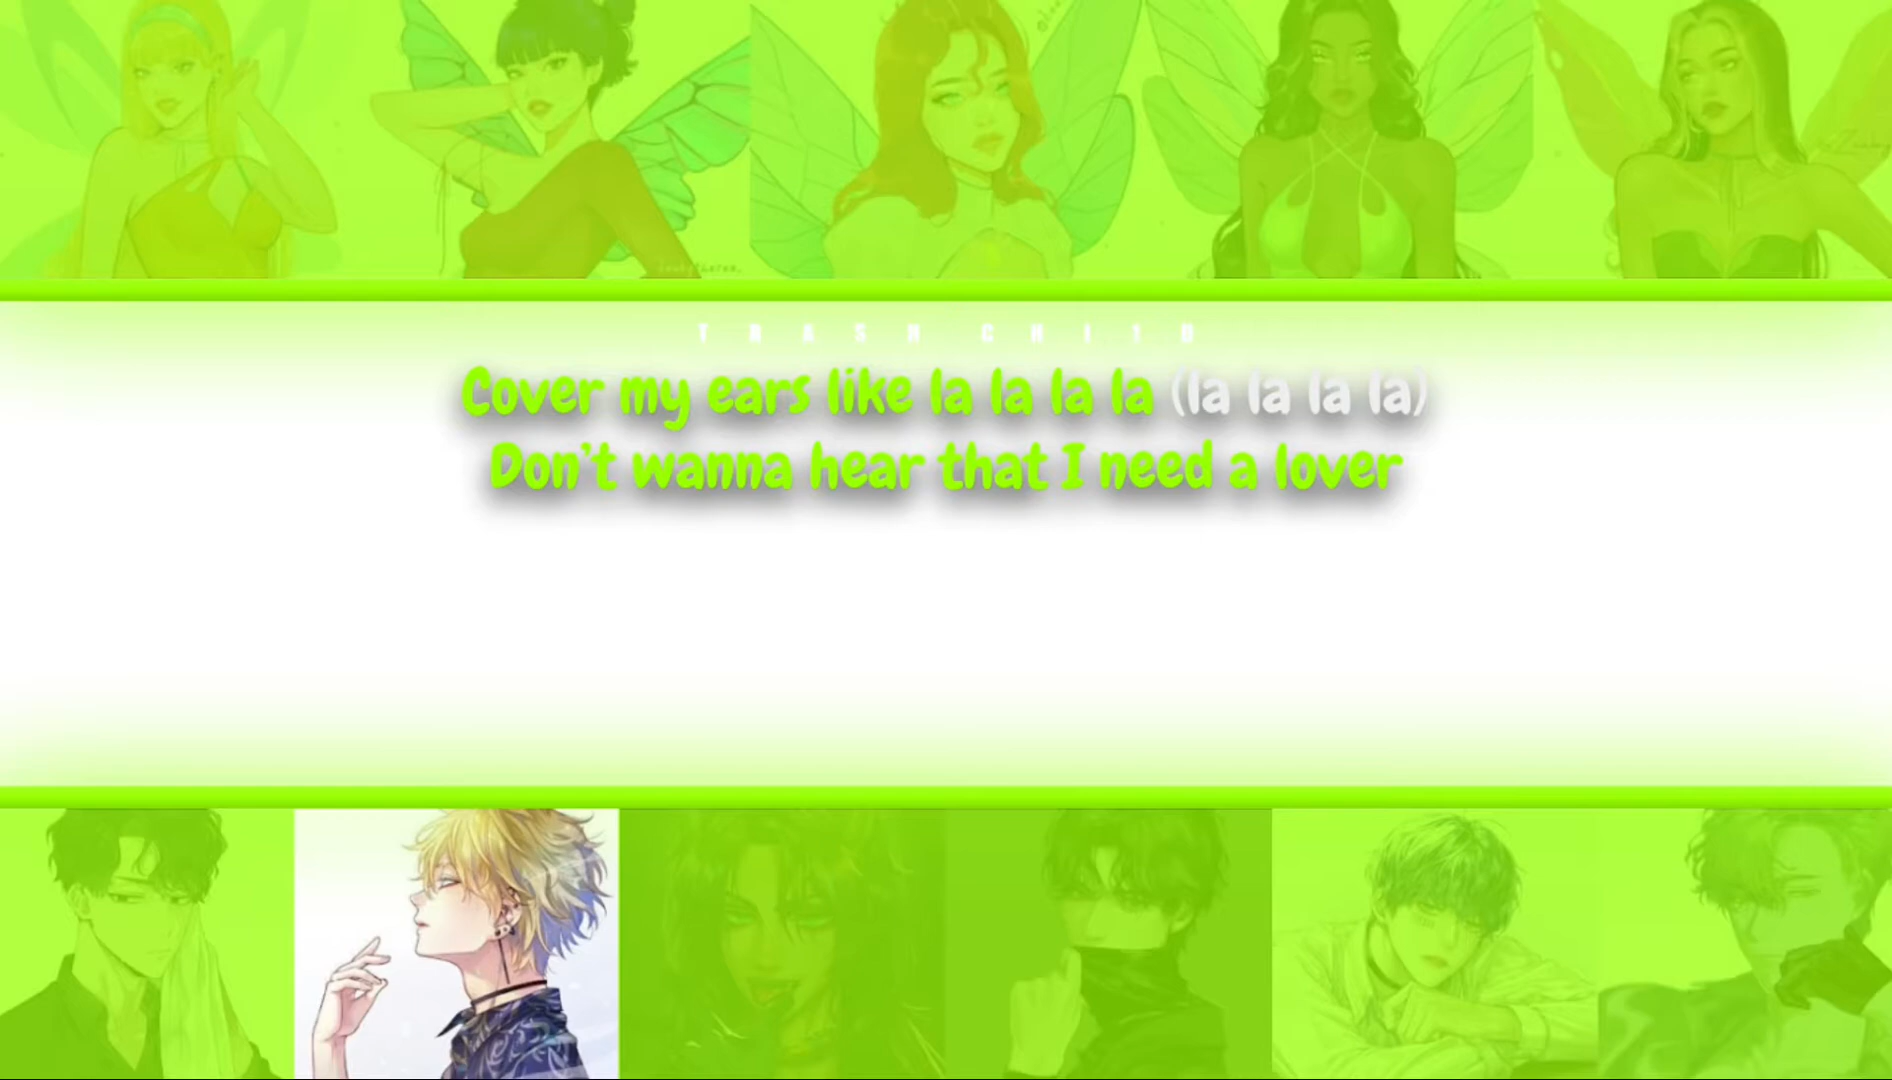 TRASH CHI7D
Cover my ears like la la la la (la la la la)
Don't wanna hear that I need a lover